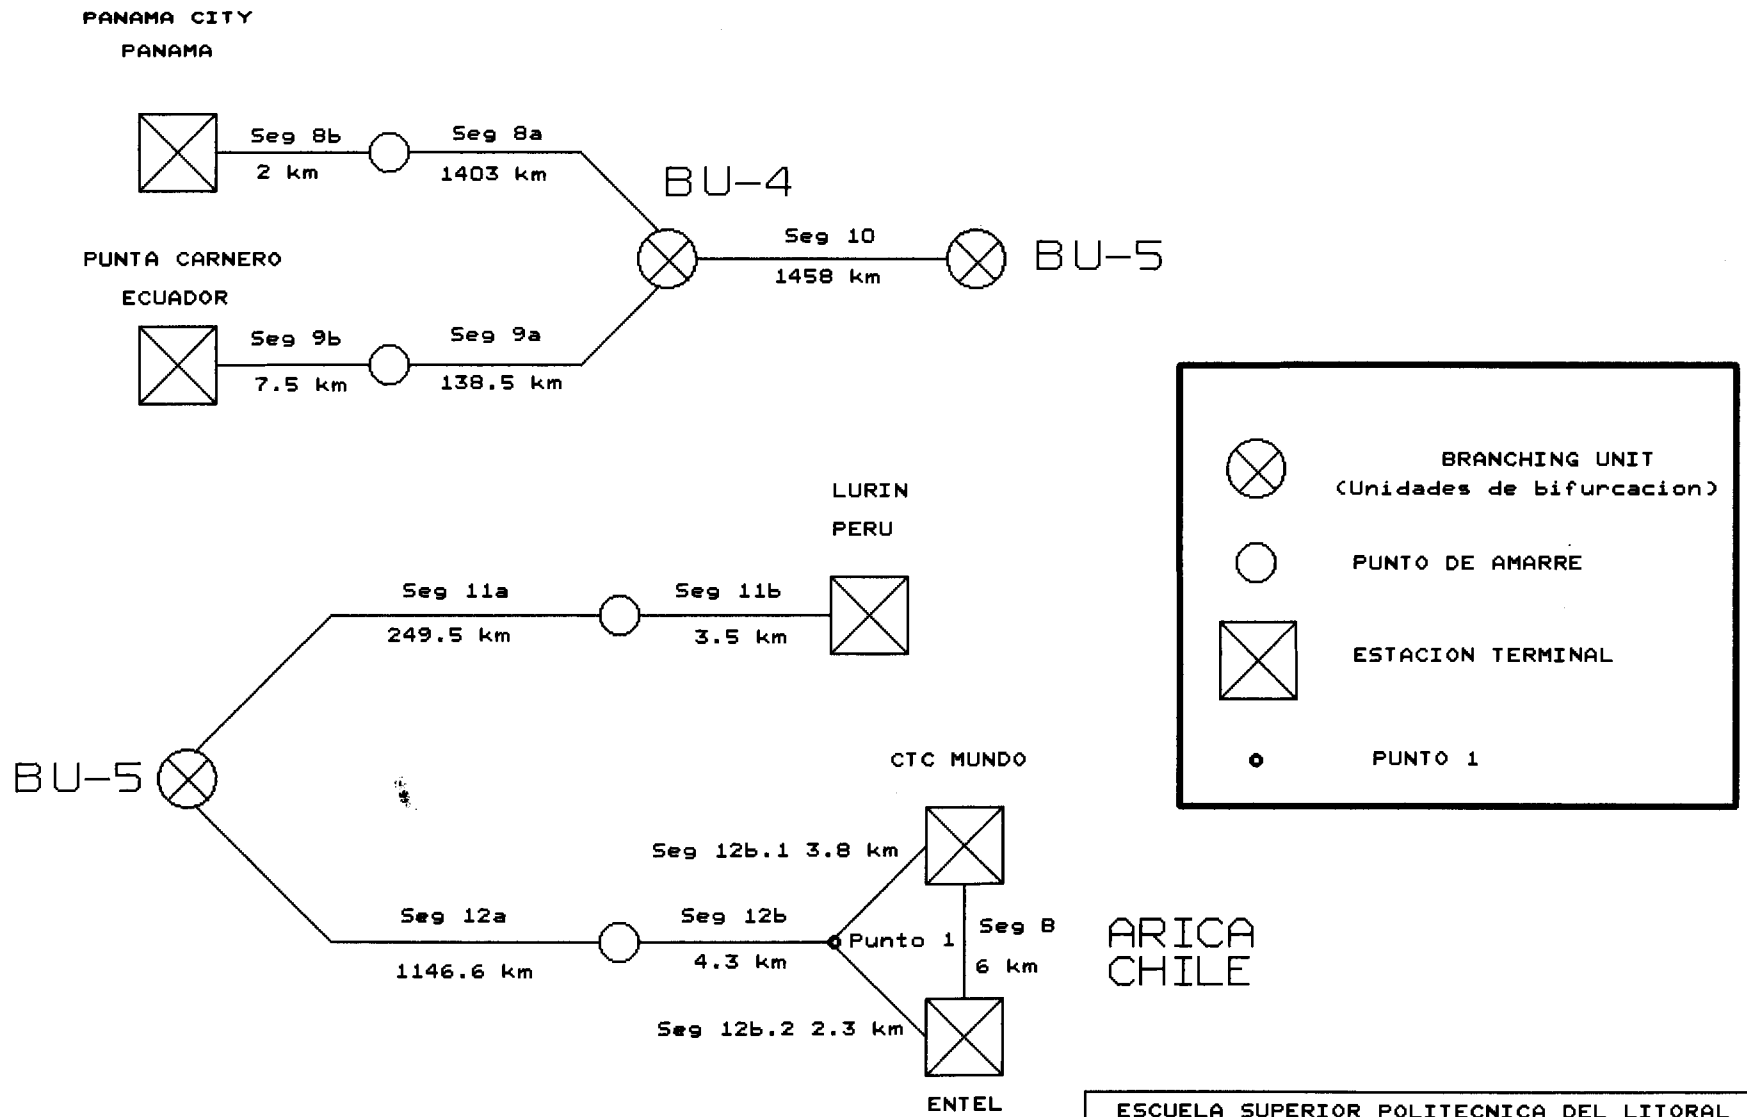 PANAMA CITY
PANAMA
Seg 8b
2 km
Seg 8a
1403 km
BU-4
Seg 10
1458 km
BU-5
PUNTA CARNERO
ECUADOR
Seg 9b
7.5 km
Seg 9a
138.5 km
BRANCHING UNIT
(Unidades de bifurcacion)
PUNTO DE AMARRE
ESTACION TERMINAL
PUNTO 1
LURIN
PERU
Seg 11a
249.5 km
Seg 11b
3.5 km
BU-5
CTC MUNDO
Seg 12b.1 3.8 km
Seg 12a
1146.6 km
Seg 12b
4.3 km
Punto 1
Seg B
6 km
ARICA
CHILE
Seg 12b.2 2.3 km
ENTEL
ESCUELA SUPERIOR POLITECNICA DEL LITORAL